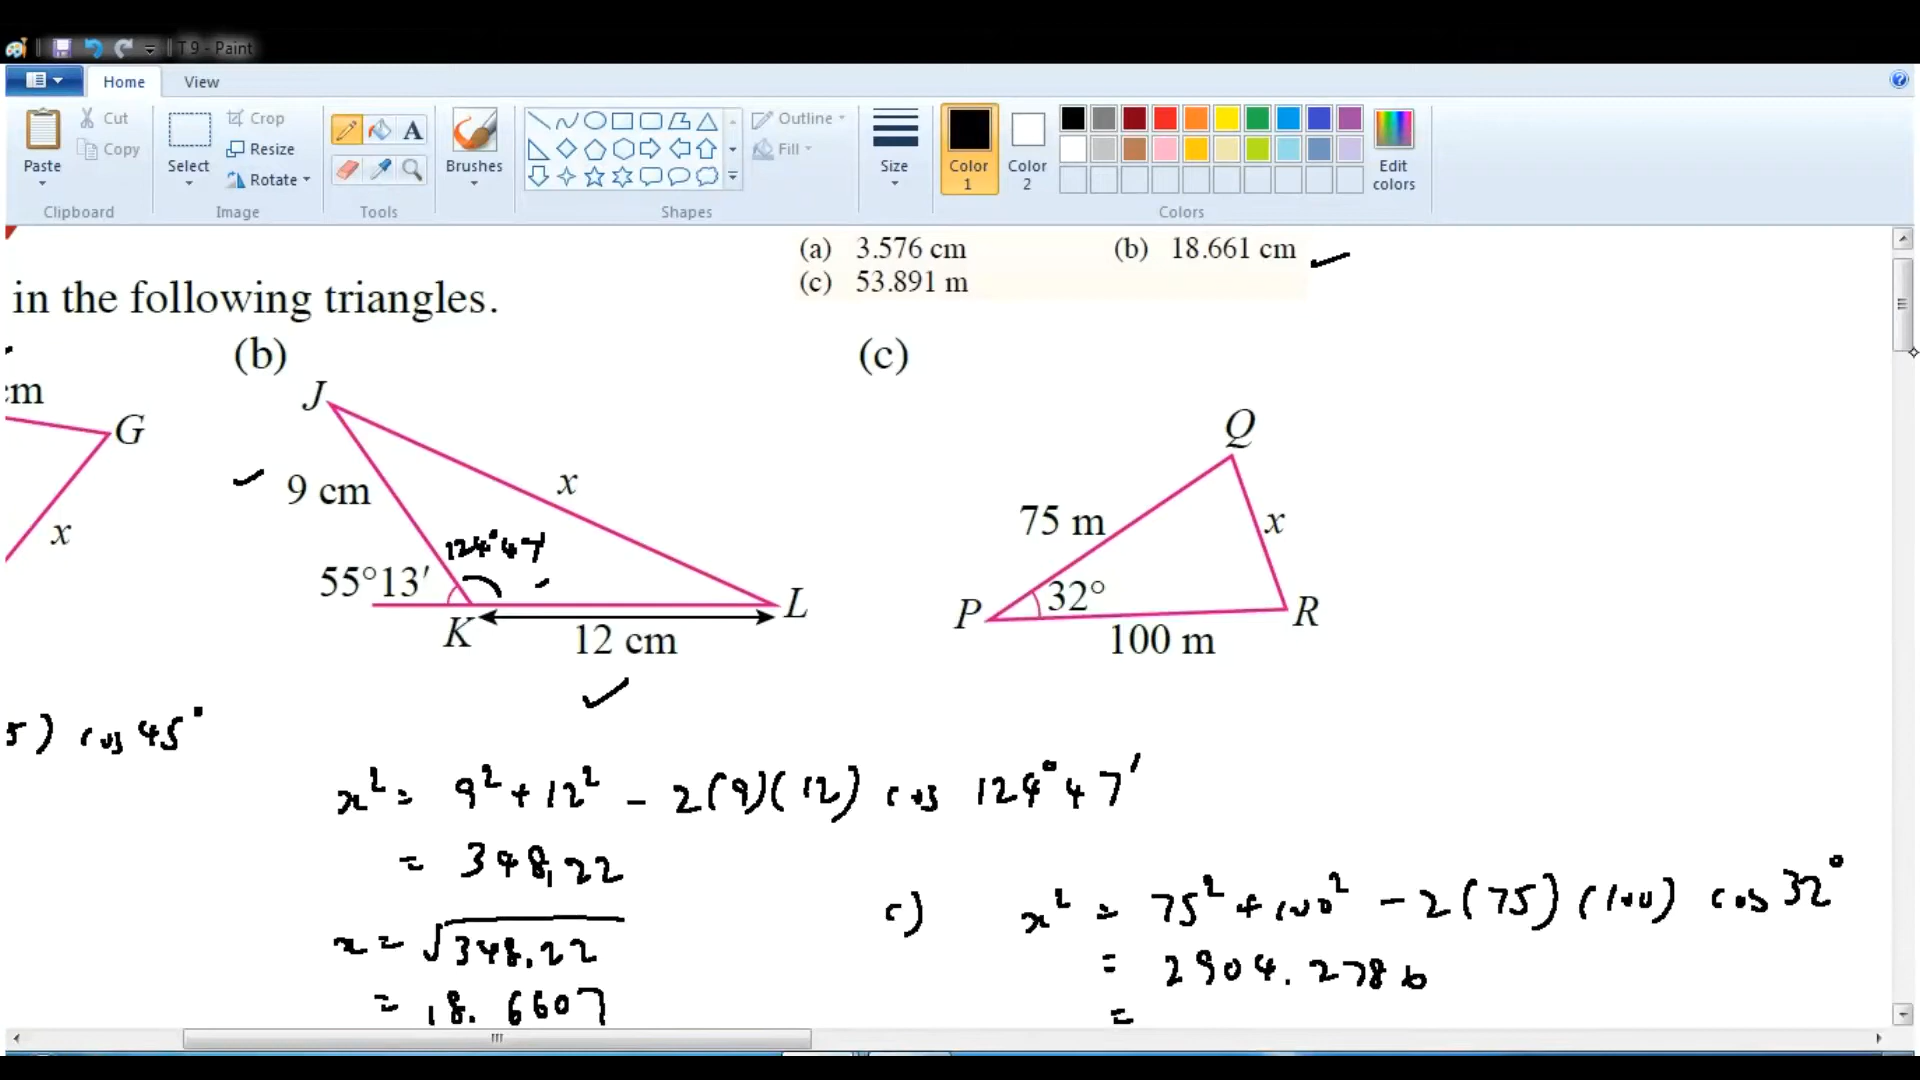 T 9 - Paint
Home View
Paste Cut Copy Clipboard
Select Crop Resize Rotate Image
A Tools
Brushes
Shapes Outline Fill
Size
Color 1 Color 2 Edit colors Colors
(a) 3.576 cm (b) 18.661 cm
(c) 53.891 m
in the following triangles.
(b) (c)
J
cm
G
Q
9 cm x
75 m x
x
124°47'
55°13′
32°
K L
12 cm
P R
100 m
5) cos 45°
x² = 9² + 12² - 2(9)(12) cos 124°47'
= 348.22
x = √348.22
= 18.6607
c) x² = 75² + 100² - 2(75)(100) cos 32°
= 2904.2786
=